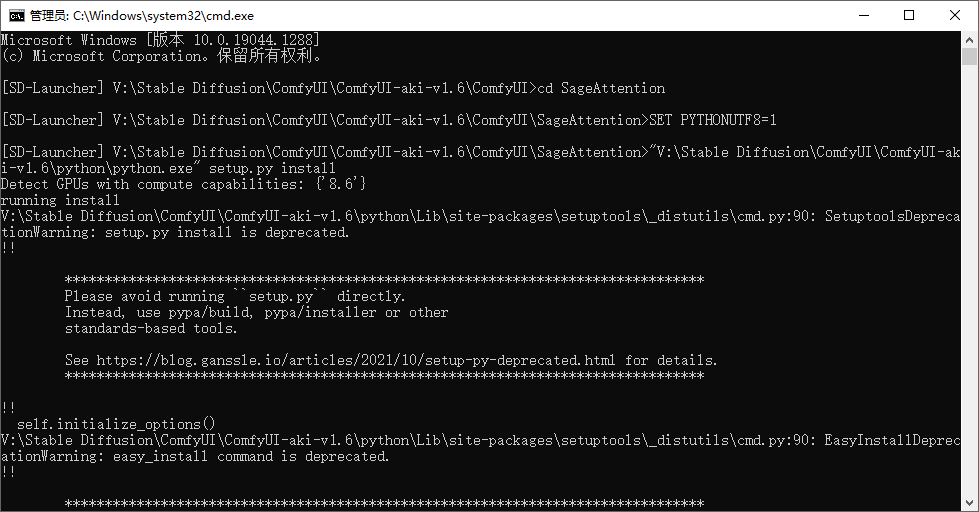 管理员: C:\Windows\system32\cmd.exe
Microsoft Windows [版本 10.0.19044.1288]
(c) Microsoft Corporation。保留所有权利。
[SD-Launcher] V:\Stable Diffusion\ComfyUI\ComfyUI-aki-v1.6\ComfyUI>cd SageAttention
[SD-Launcher] V:\Stable Diffusion\ComfyUI\ComfyUI-aki-v1.6\ComfyUI\SageAttention>SET PYTHONUTF8=1
[SD-Launcher] V:\Stable Diffusion\ComfyUI\ComfyUI-aki-v1.6\ComfyUI\SageAttention>"V:\Stable Diffusion\ComfyUI\ComfyUI-ak
i-v1.6\python\python.exe" setup.py install
Detect GPUs with compute capabilities: {'8.6'}
running install
V:\Stable Diffusion\ComfyUI\ComfyUI-aki-v1.6\python\Lib\site-packages\setuptools\_distutils\cmd.py:90: SetuptoolsDepreca
tionWarning: setup.py install is deprecated.
!!
********************************************************************************
Please avoid running ``setup.py`` directly.
Instead, use pypa/build, pypa/installer or other
standards-based tools.
See https://blog.ganssle.io/articles/2021/10/setup-py-deprecated.html for details.
********************************************************************************
!!
self.initialize_options()
V:\Stable Diffusion\ComfyUI\ComfyUI-aki-v1.6\python\Lib\site-packages\setuptools\_distutils\cmd.py:90: EasyInstallDeprec
ationWarning: easy_install command is deprecated.
!!
********************************************************************************